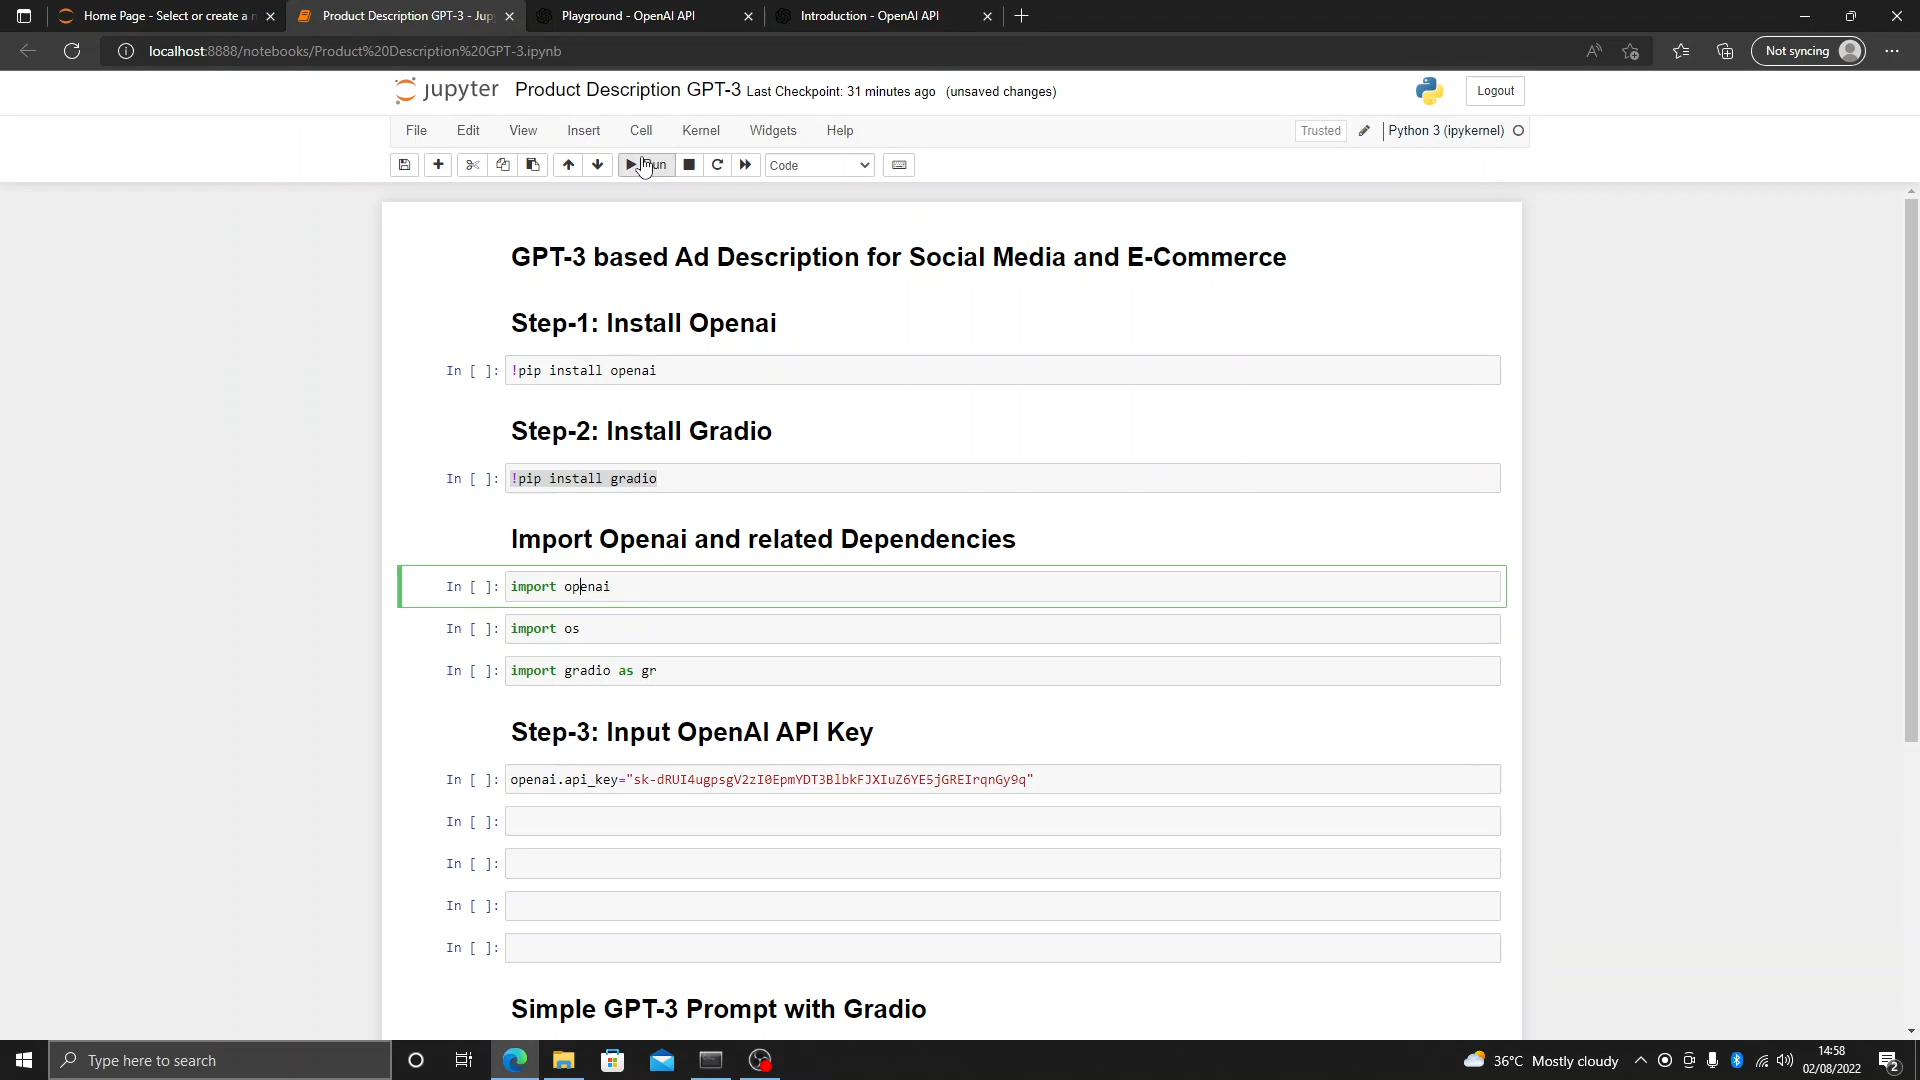 Home Page - Select or create a n
Product Description GPT-3 - Jup
Playground - OpenAI API
Introduction - OpenAI API
localhost:8888/notebooks/Product%20Description%20GPT-3.ipynb
Not syncing
jupyter Product Description GPT-3 Last Checkpoint: 31 minutes ago (unsaved changes)
Logout
File Edit View Insert Cell Kernel Widgets Help
Trusted
Python 3 (ipykernel)
Code
GPT-3 based Ad Description for Social Media and E-Commerce
Step-1: Install Openai
In [ ]: !pip install openai
Step-2: Install Gradio
In [ ]: !pip install gradio
Import Openai and related Dependencies
In [ ]: import openai
In [ ]: import os
In [ ]: import gradio as gr
Step-3: Input OpenAI API Key
In [ ]: openai.api_key="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"
In [ ]:
In [ ]:
In [ ]:
In [ ]:
Simple GPT-3 Prompt with Gradio
Type here to search
36°C Mostly cloudy
14:58
02/08/2022
2